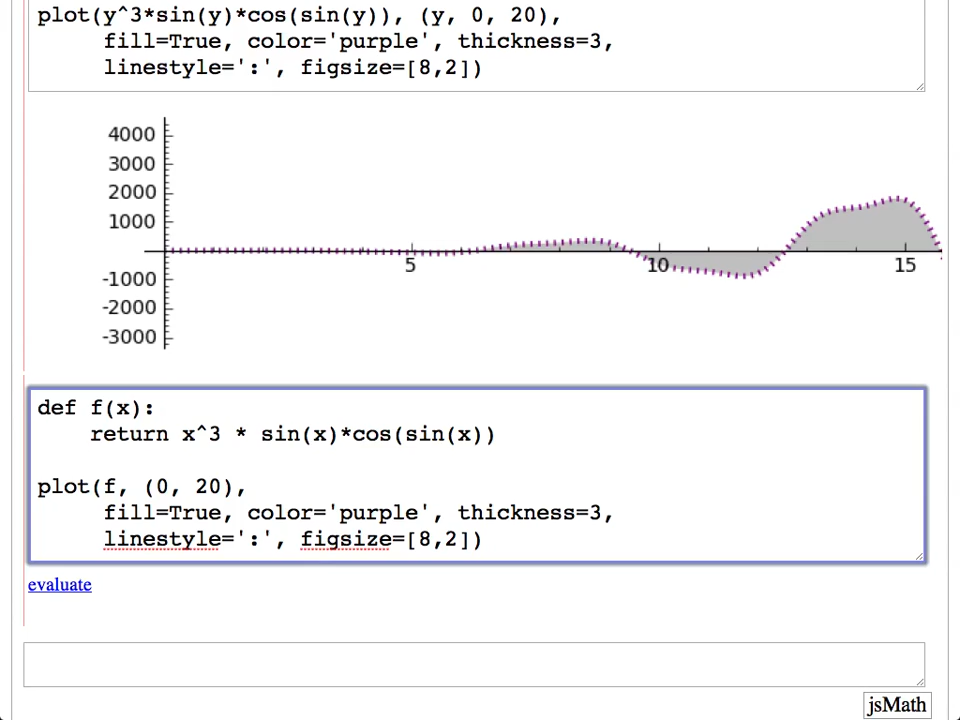 plot(y^3*sin(y)*cos(sin(y)), (y, 0, 20),
fill=True, color='purple', thickness=3,
linestyle=':', figsize=[8,2])
4000
3000
2000
1000
5
10
15
-1000
-2000
-3000
def f(x):
return x^3 * sin(x)*cos(sin(x))
plot(f, (0, 20),
fill=True, color='purple', thickness=3,
linestyle=':', figsize=[8,2])
evaluate
jsMath